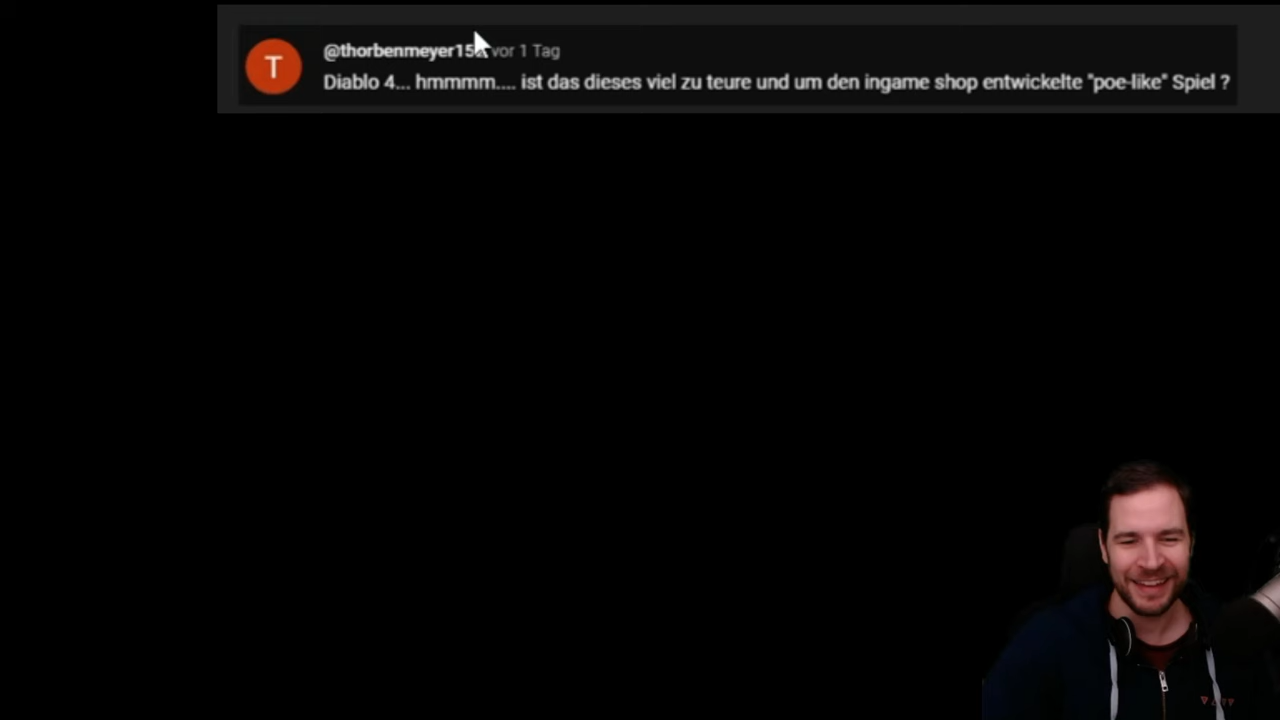 T
@thorbenmeyer15 vor 1 Tag
Diablo 4... hmmmm.... ist das dieses viel zu teure und um den ingame shop entwickelte "poe-like" Spiel ?